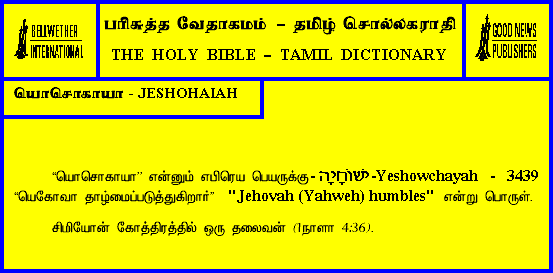 BELLWETHER
INTERNATIONAL
பரிசுத்த வேதாகமம் – தமிழ் சொல்லகராதி
THE HOLY BIBLE – TAMIL DICTIONARY
GOOD NEWS
PUBLISHERS
யொசொகாயா - JESHOHAIAH
“யொசொகாயா” என்னும் எபிரெய பெயருக்கு - יְשׁוֹחָיָה -Yeshowchayah - 3439
“யெகோவா தாழ்மைப்படுத்துகிறார்” "Jehovah (Yahweh) humbles" என்று பொருள்.
சிமியோன் கோத்திரத்தில் ஒரு தலைவன் (1நாளா 4:36).